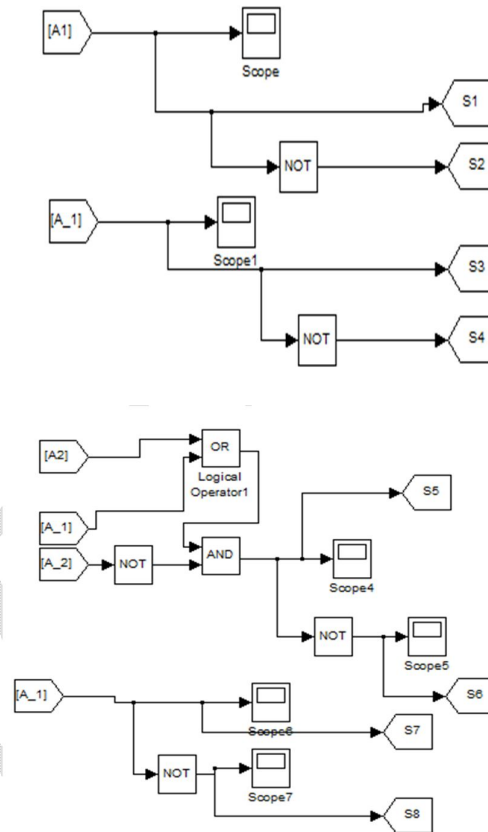 [A1]
Scope
S1
NOT
S2
[A_1]
Scope1
S3
NOT
S4
[A2]
OR
Logical
Operator1
S5
[A_1]
[A_2]
NOT
AND
Scope4
NOT
Scope5
S6
[A_1]
Scope6
S7
NOT
Scope7
S8